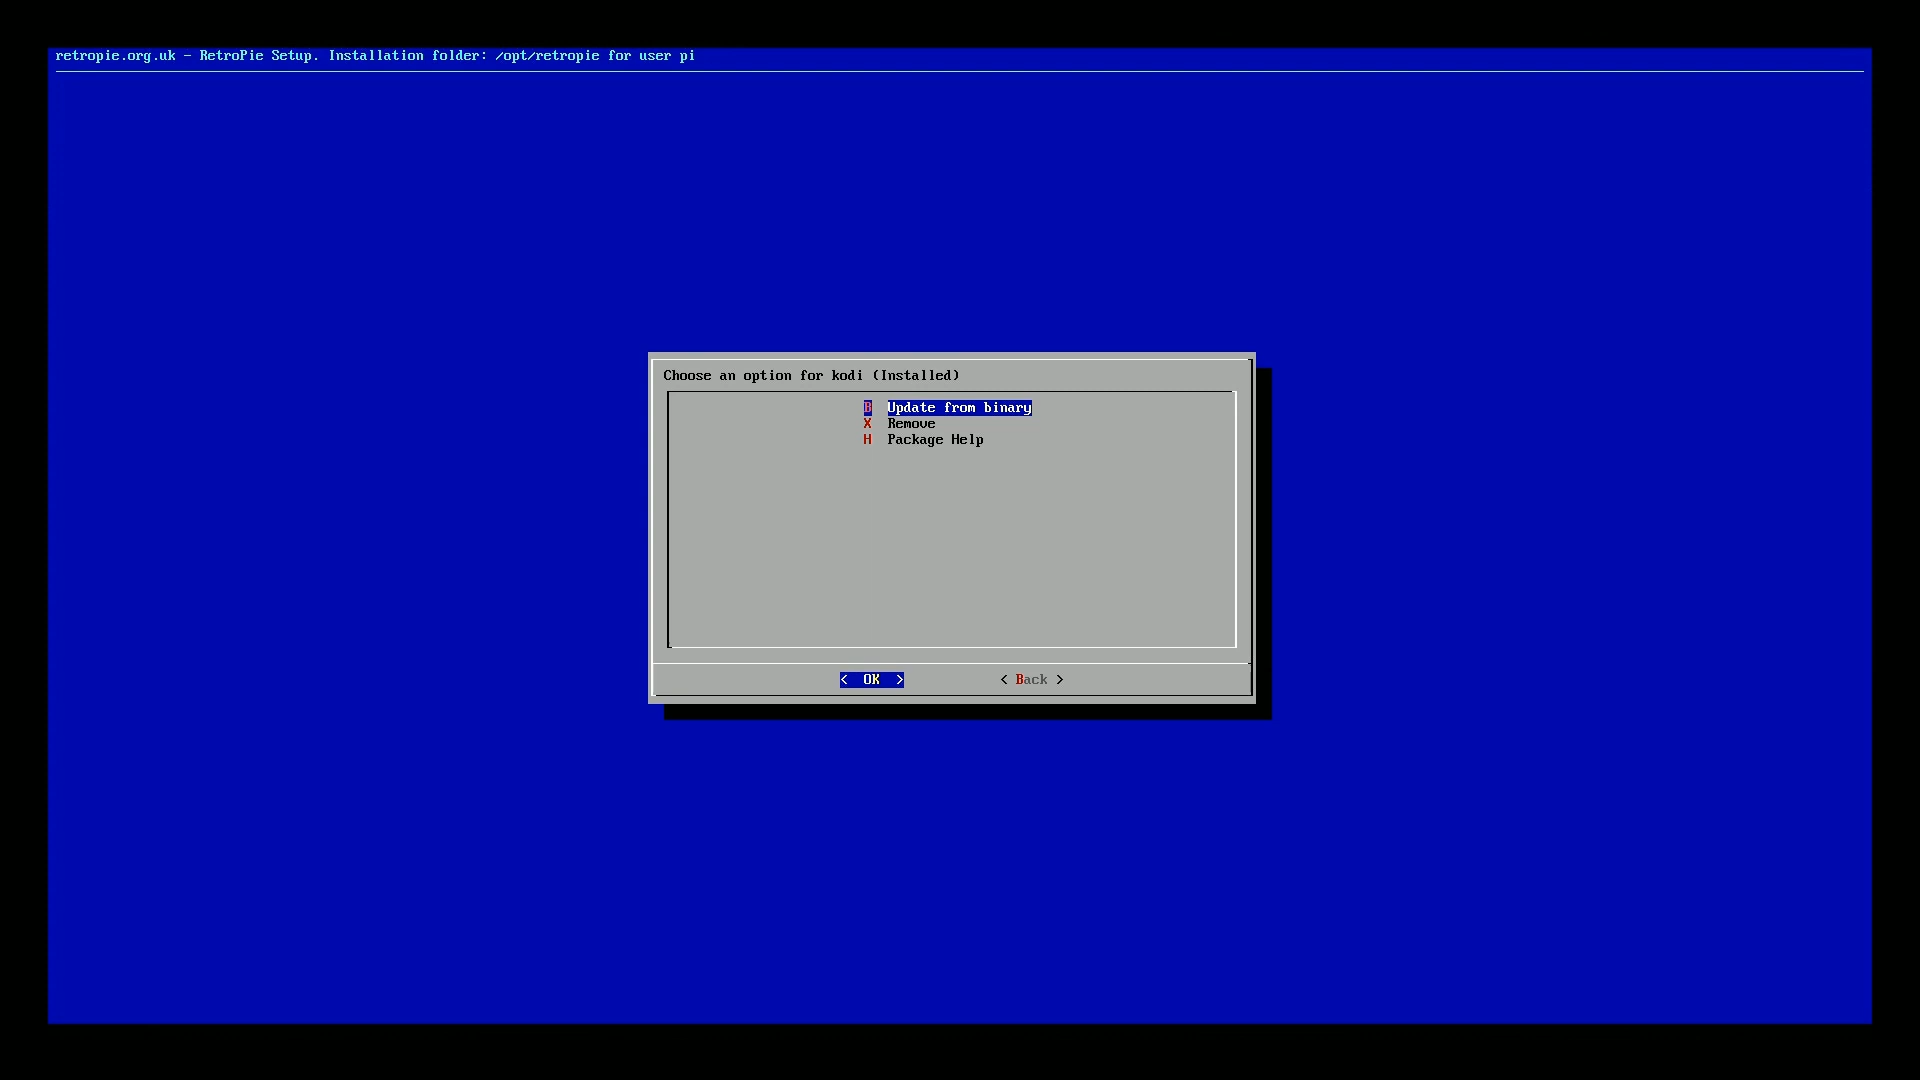 retropie.org.uk - RetroPie Setup. Installation folder: /opt/retropie for user pi
Choose an option for kodi (Installed)
B Update from binary
X Remove
H Package Help
< OK > < Back >